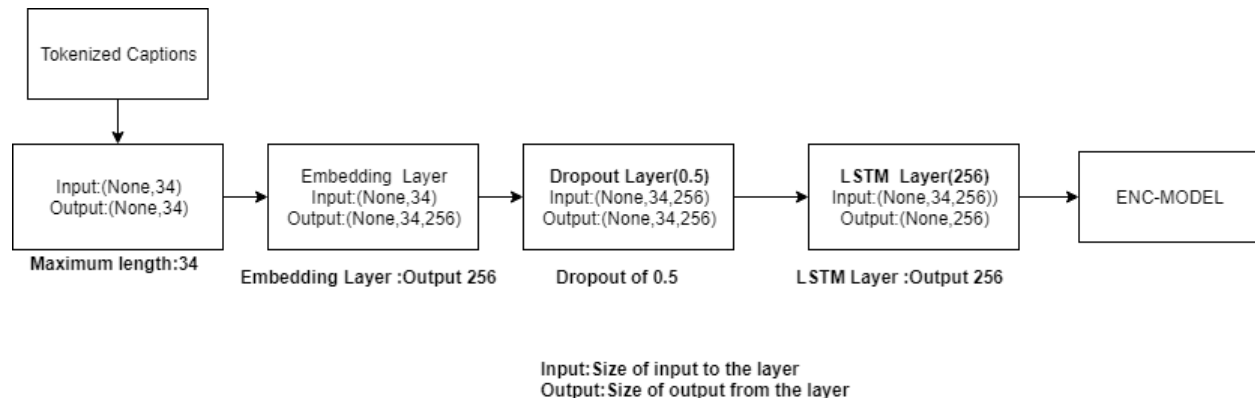 Tokenized Captions
Input:(None,34)
Output:(None,34)
Maximum length:34
Embedding Layer
Input:(None,34)
Output:(None,34,256)
Embedding Layer :Output 256
Dropout Layer(0.5)
Input:(None,34,256)
Output:(None,34,256)
Dropout of 0.5
LSTM Layer(256)
Input:(None,34,256))
Output:(None,256)
LSTM Layer :Output 256
ENC-MODEL
Input:Size of input to the layer
Output:Size of output from the layer